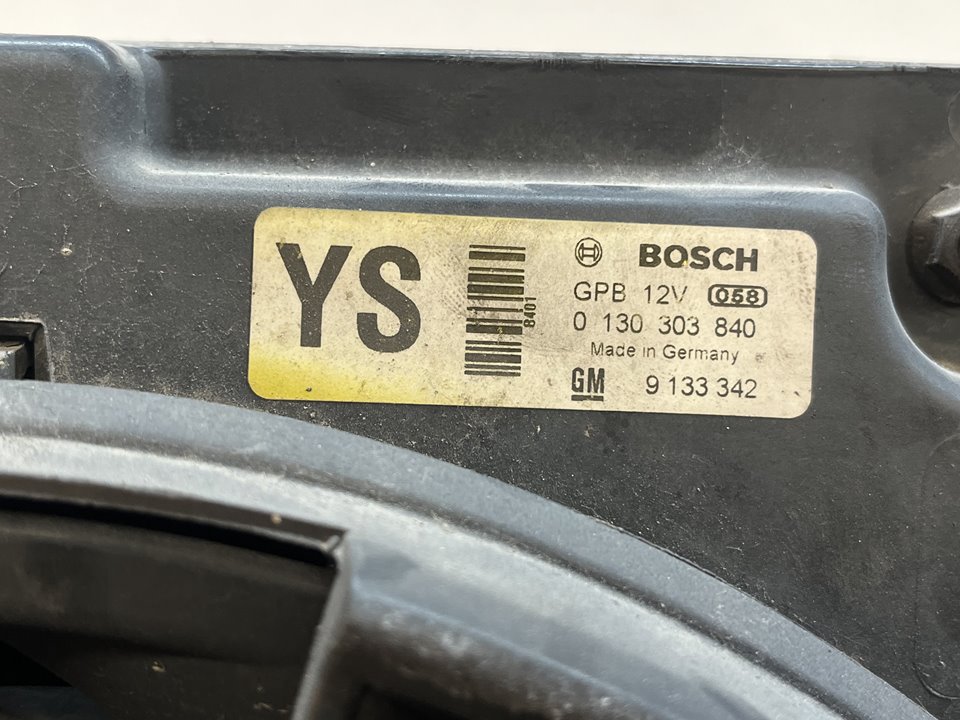 YS
8401
BOSCH
GPB 12V 058
0 130 303 840
Made in Germany
GM 9 133 342